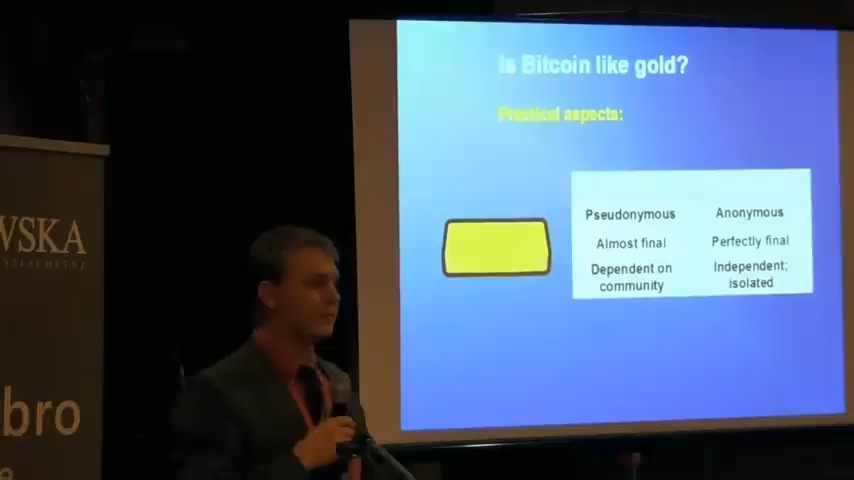 Is Bitcoin like gold?
Practical aspects:
Pseudonymous Anonymous
Almost final Perfectly final
Dependent on community Independent; isolated
WSKA
SZLACHETNE
bro
e